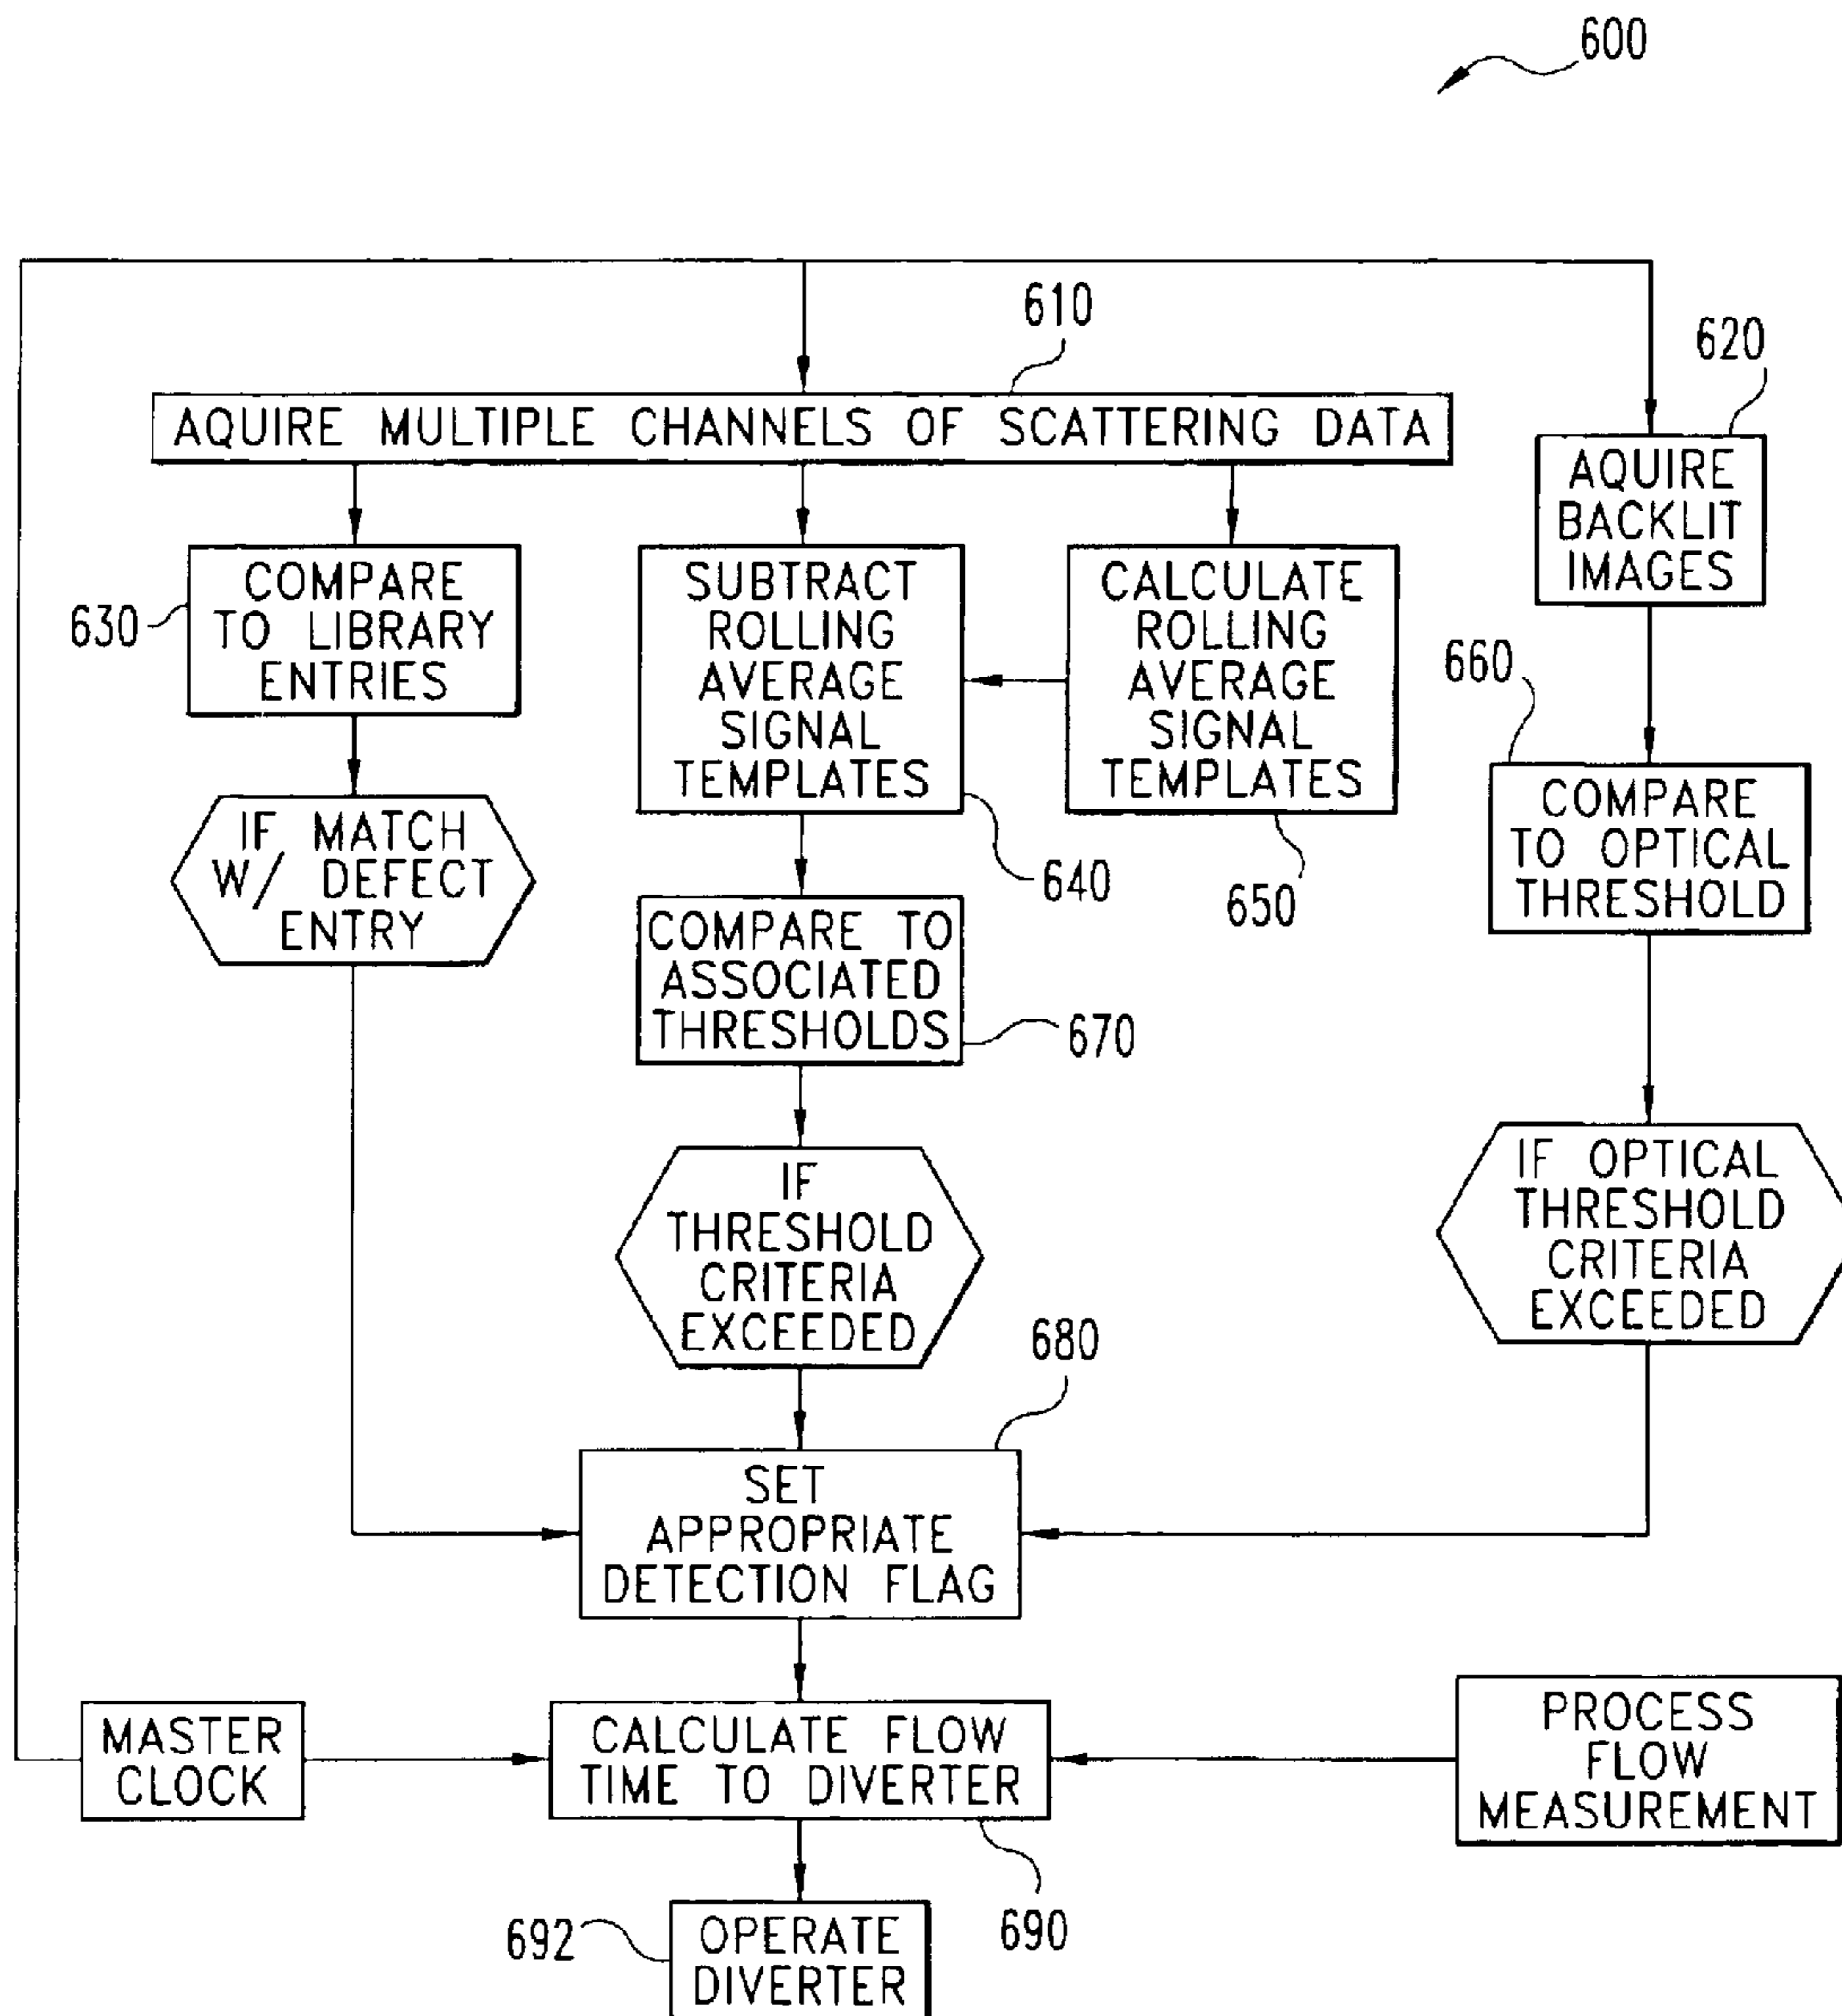 600
610
AQUIRE MULTIPLE CHANNELS OF SCATTERING DATA
620
AQUIRE
BACKLIT
IMAGES
630
COMPARE
TO LIBRARY
ENTRIES
SUBTRACT
ROLLING
AVERAGE
SIGNAL
TEMPLATES
640
CALCULATE
ROLLING
AVERAGE
SIGNAL
TEMPLATES
650
660
COMPARE
TO OPTICAL
THRESHOLD
IF MATCH
W/ DEFECT
ENTRY
COMPARE TO
ASSOCIATED
THRESHOLDS
670
IF
THRESHOLD
CRITERIA
EXCEEDED
IF OPTICAL
THRESHOLD
CRITERIA
EXCEEDED
680
SET
APPROPRIATE
DETECTION FLAG
MASTER
CLOCK
CALCULATE FLOW
TIME TO DIVERTER
690
PROCESS
FLOW
MEASUREMENT
692
OPERATE
DIVERTER